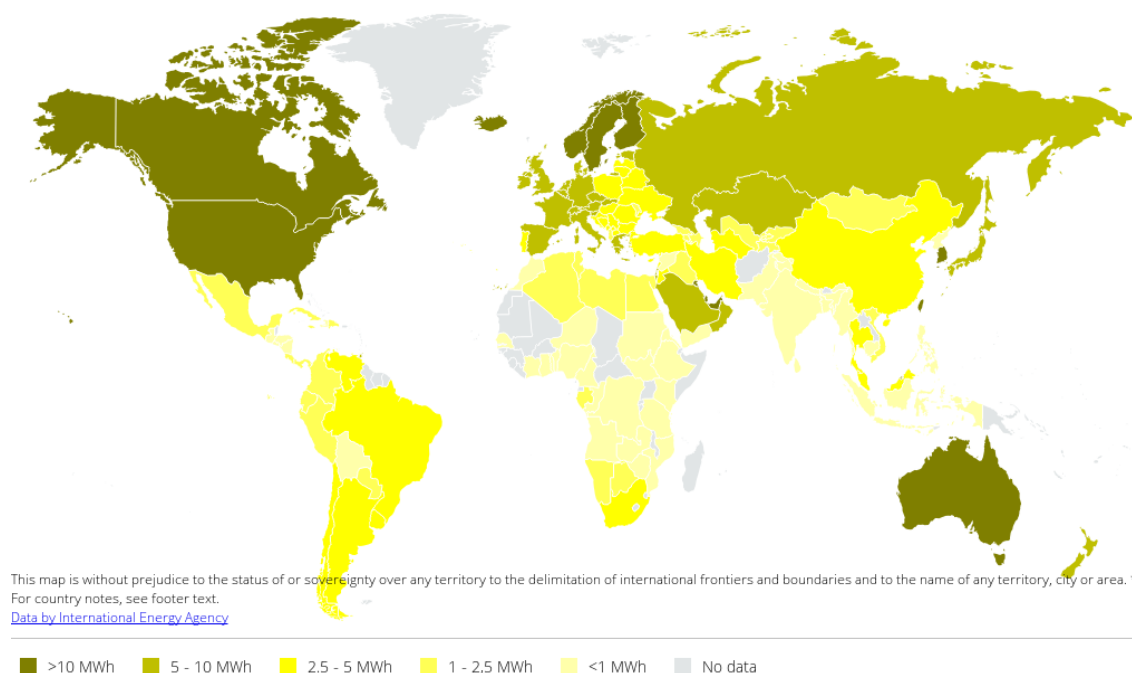 This map is without prejudice to the status of or sovereignty over any territory to the delimitation of international frontiers and boundaries and to the name of any territory, city or area.
For country notes, see footer text.
Data by International Energy Agency
>10 MWh 5 - 10 MWh 2.5 - 5 MWh 1 - 2.5 MWh <1 MWh No data